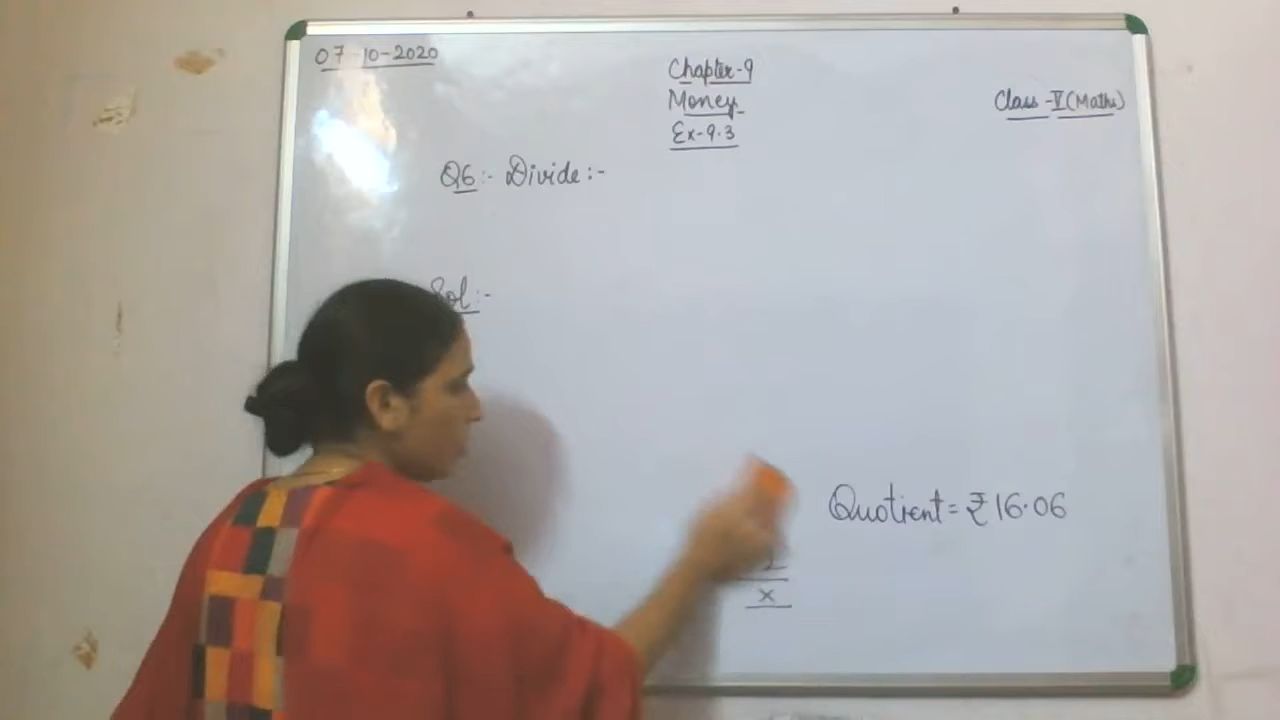 07-10-2020
Chapter-9
Money
Ex-9.3
Class-V (Maths)
Q6:- Divide:-
Sol:-
Quotient = ₹16.06
x